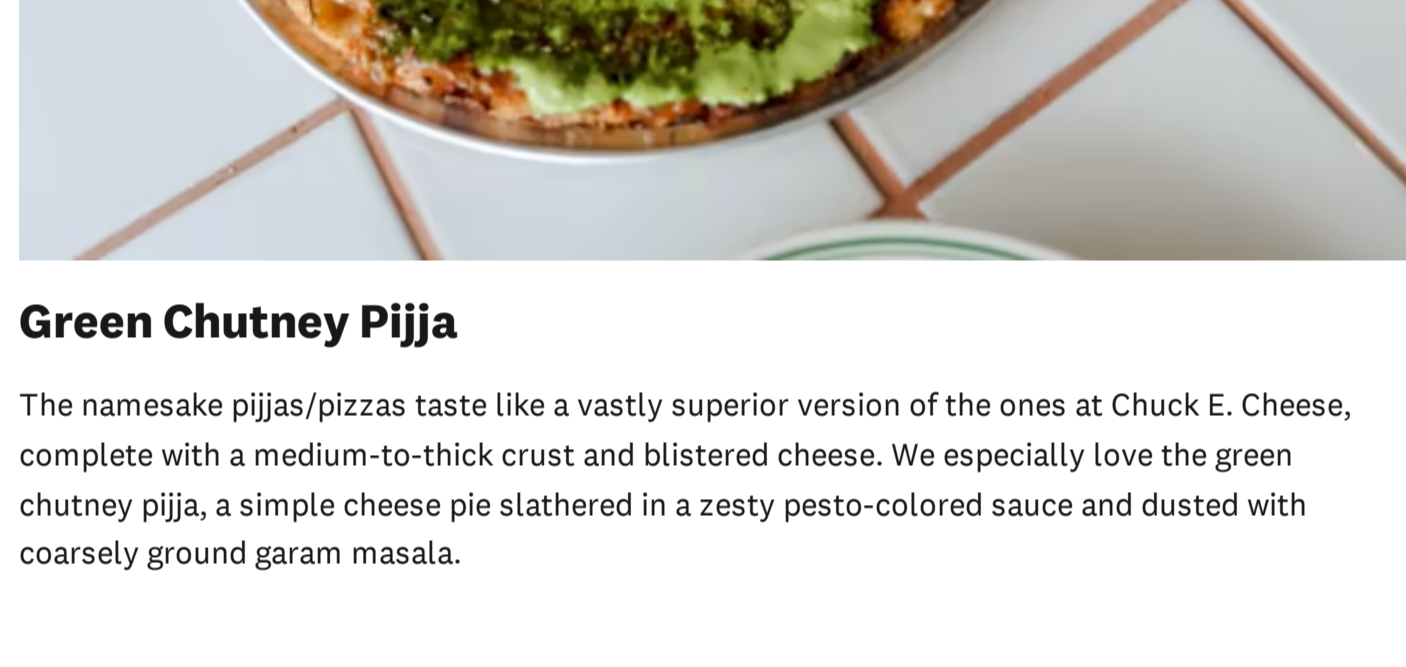 Green Chutney Pijja
The namesake pijjas/pizzas taste like a vastly superior version of the ones at Chuck E. Cheese,
complete with a medium-to-thick crust and blistered cheese. We especially love the green
chutney pijja, a simple cheese pie slathered in a zesty pesto-colored sauce and dusted with
coarsely ground garam masala.